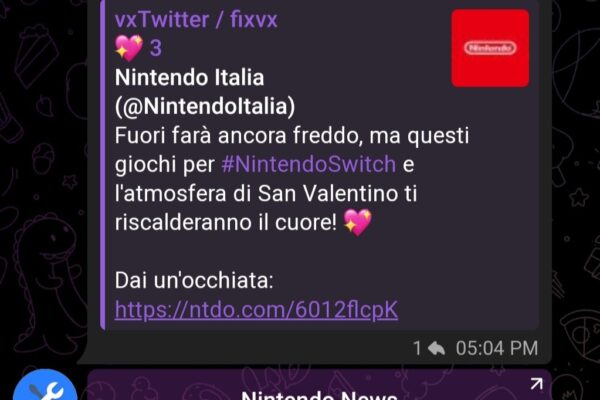 vxTwitter / fixvx
💖 3
Nintendo
Nintendo Italia
(@NintendoItalia)
Fuori farà ancora freddo, ma questi
giochi per #NintendoSwitch e
l'atmosfera di San Valentino ti
riscalderanno il cuore! 💖
Dai un'occhiata:
https://ntdo.com/6012flcpK
1 05:04 PM
Nintendo News